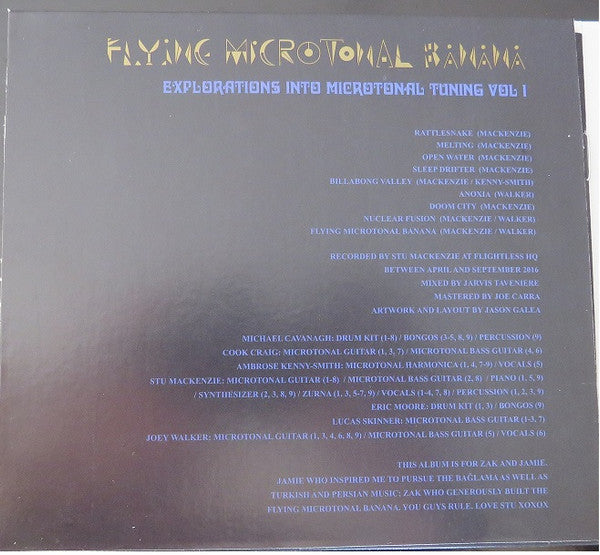 FLYING MICROTONAL BANANA
EXPLORATIONS INTO MICROTONAL TUNING VOL 1
RATTLESNAKE (MACKENZIE)
MELTING (MACKENZIE)
OPEN WATER (MACKENZIE)
SLEEP DRIFTER (MACKENZIE)
BILLABONG VALLEY (MACKENZIE / KENNY-SMITH)
ANOXIA (WALKER)
DOOM CITY (MACKENZIE)
NUCLEAR FUSION (MACKENZIE / WALKER)
FLYING MICROTONAL BANANA (MACKENZIE / WALKER)
RECORDED BY STU MACKENZIE AT FLIGHTLESS HQ
BETWEEN APRIL AND SEPTEMBER 2016
MIXED BY JARVIS TAVENIERE
MASTERED BY JOE CARRA
ARTWORK AND LAYOUT BY JASON GALEA
MICHAEL CAVANAGH: DRUM KIT (1-8) / BONGOS (3-5, 8, 9) / PERCUSSION (9)
COOK CRAIG: MICROTONAL GUITAR (1, 3, 7) / MICROTONAL BASS GUITAR (4, 6)
AMBROSE KENNY-SMITH: MICROTONAL HARMONICA (1, 4, 7-9) / VOCALS (5)
STU MACKENZIE: MICROTONAL GUITAR (1-8) / MICROTONAL BASS GUITAR (2, 8) / PIANO (1, 5, 9)
/ SYNTHESIZER (2, 3, 8, 9) / ZURNA (1, 3, 5-7, 9) / VOCALS (1-4, 7, 8) / PERCUSSION (1, 2, 3, 9)
ERIC MOORE: DRUM KIT (1, 3) / BONGOS (9)
LUCAS SKINNER: MICROTONAL BASS GUITAR (1-3, 7)
JOEY WALKER: MICROTONAL GUITAR (1, 3, 4, 6, 8, 9) / MICROTONAL BASS GUITAR (5) / VOCALS (6)
THIS ALBUM IS FOR ZAK AND JAMIE.
JAMIE WHO INSPIRED ME TO PURSUE THE BAĞLAMA AS WELL AS
TURKISH AND PERSIAN MUSIC; ZAK WHO GENEROUSLY BUILT THE
FLYING MICROTONAL BANANA. YOU GUYS RULE. LOVE STU XOXOX